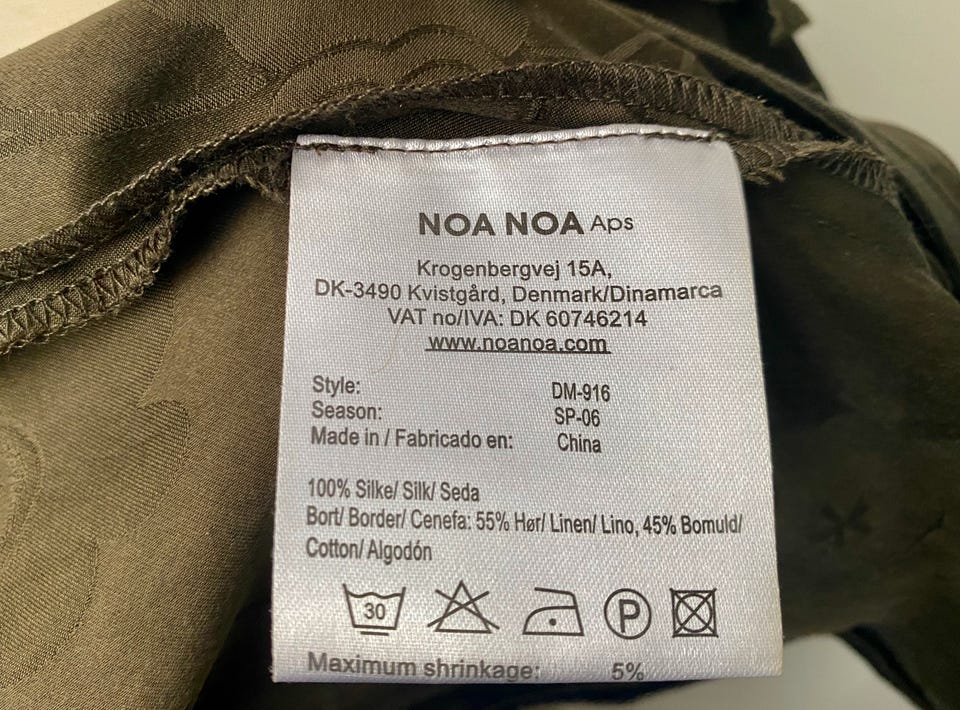 NOA NOA Aps
Krogenbergvej 15A,
DK-3490 Kvistgård, Denmark/Dinamarca
VAT no/IVA: DK 60746214
www.noanoa.com
Style: DM-916
Season: SP-06
Made in / Fabricado en: China
100% Silke/ Silk/ Seda
Bort/ Border/ Cenefa: 55% Hør/ Linen/ Lino, 45% Bomuld/
Cotton/ Algodón
30 P
Maximum shrinkage: 5%